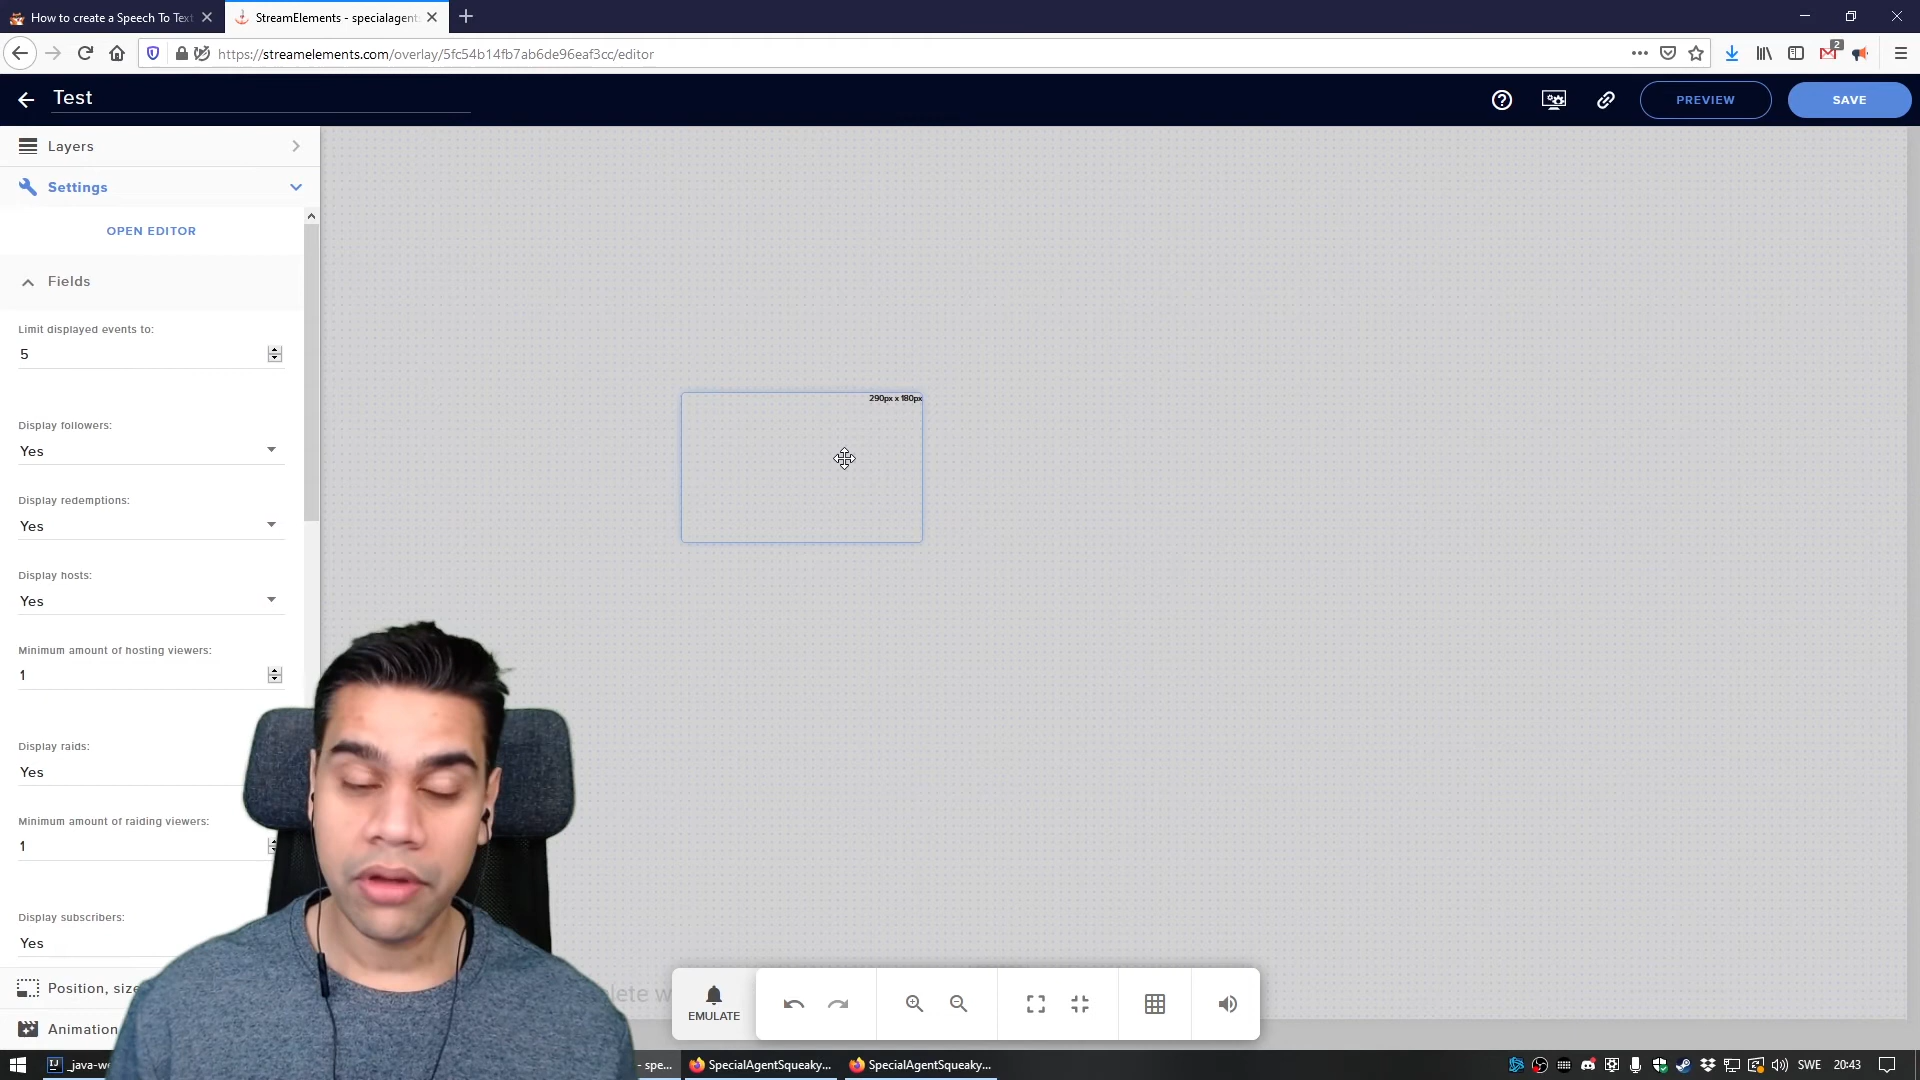 How to create a Speech To Text
StreamElements - specialagent
https://streamelements.com/overlay/5fc54b14fb7ab6de96eaf3cc/editor
2
Test
PREVIEW
SAVE
Layers
Settings
OPEN EDITOR
Fields
Limit displayed events to:
5
Display followers:
Yes
Display redemptions:
Yes
Display hosts:
Yes
Minimum amount of hosting viewers:
1
Display raids:
Yes
Minimum amount of raiding viewers:
1
Display subscribers:
Yes
Position, size
Animation
290px x 180px
EMULATE
_java-we
- spe...
SpecialAgentSqueaky...
SpecialAgentSqueaky...
SWE
20:43